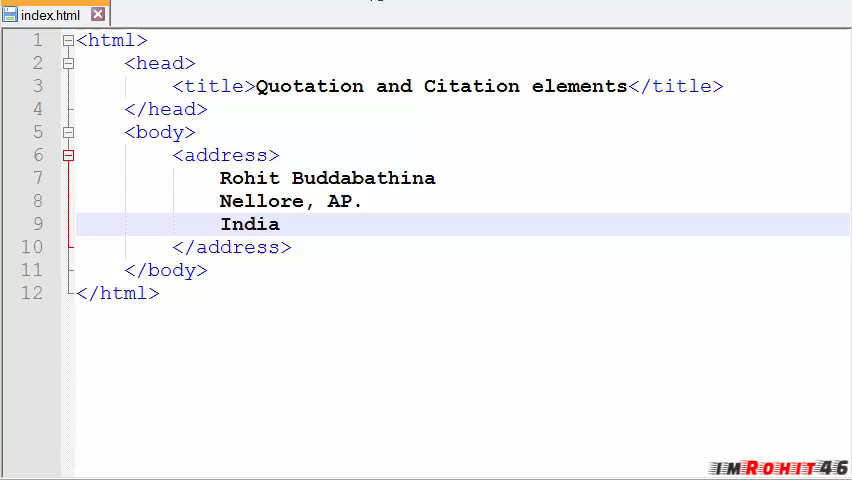 index.html
1 <html>
2 <head>
3 <title>Quotation and Citation elements</title>
4 </head>
5 <body>
6 <address>
7 Rohit Buddabathina
8 Nellore, AP.
9 India
10 </address>
11 </body>
12 </html>
imRohit46